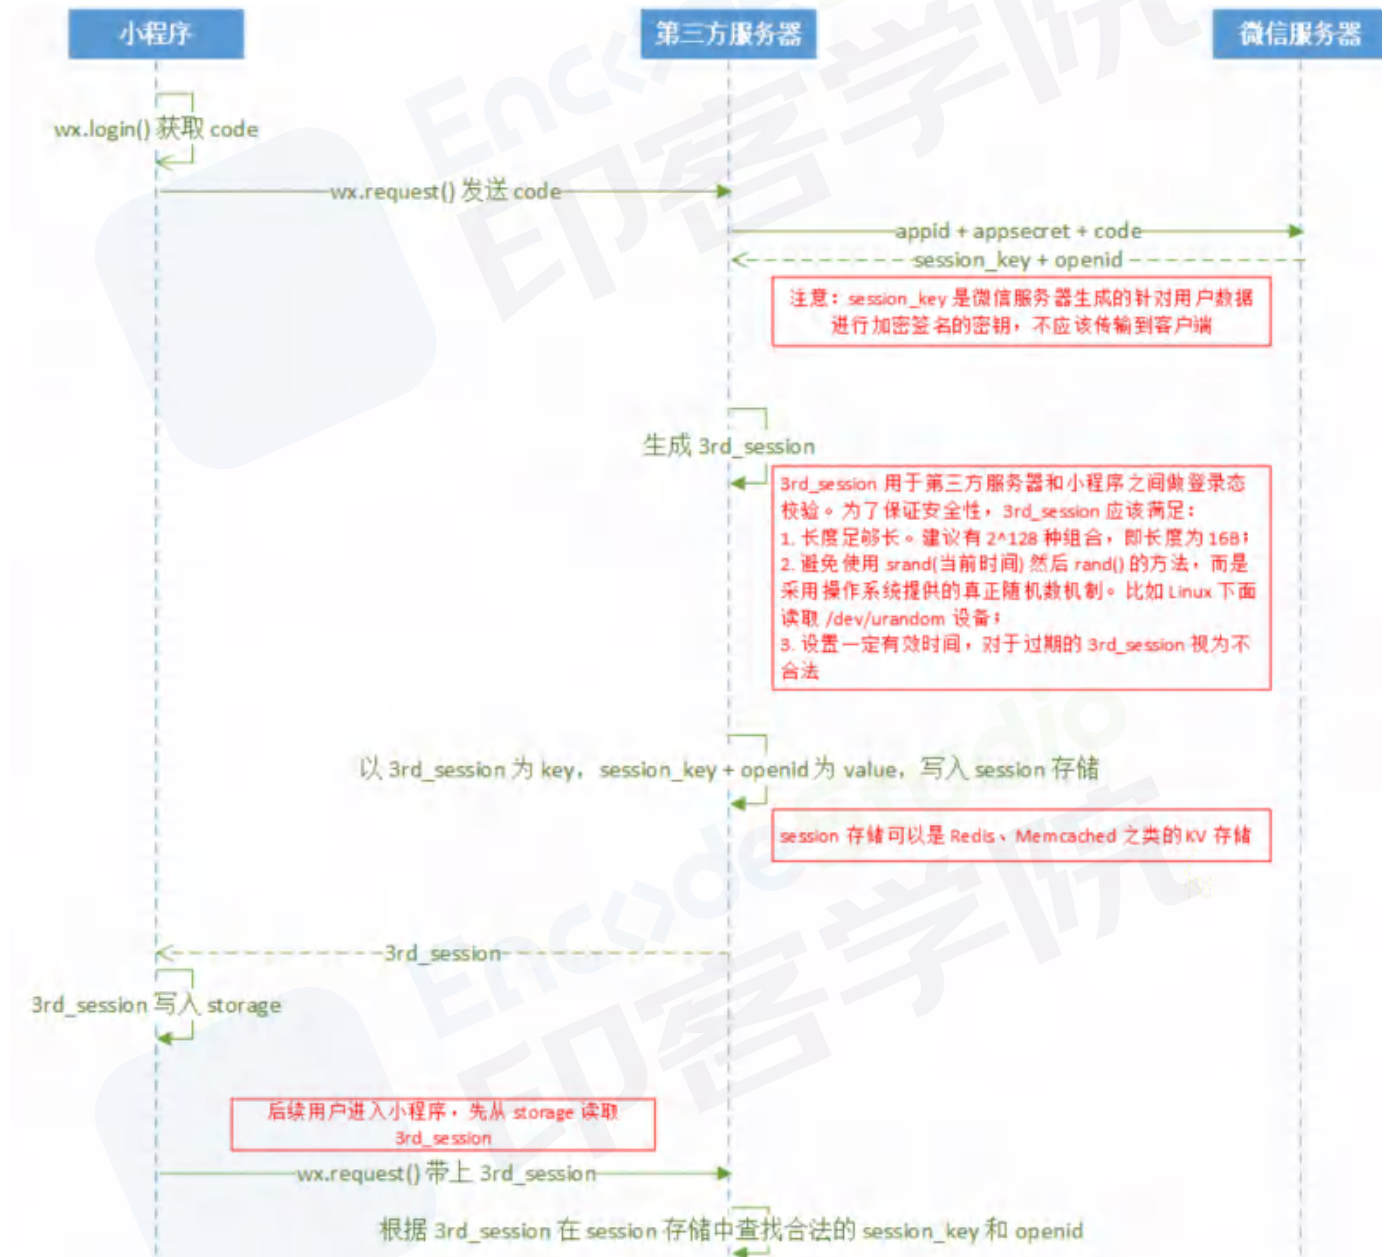 小程序
第三方服务器
微信服务器
wx.login() 获取 code
wx.request() 发送 code
appid + appsecret + code
session_key + openid
注意：session_key 是微信服务器生成的针对用户数据
进行加密签名的密钥，不应该传输到客户端
生成 3rd_session
3rd_session 用于第三方服务器和小程序之间做登录态
校验。为了保证安全性，3rd_session 应该满足：
1. 长度足够长。建议有 2^128 种组合，即长度为 16B；
2. 避免使用 srand(当前时间) 然后 rand() 的方法，而是
采用操作系统提供的真正随机数机制。比如 Linux 下面
读取 /dev/urandom 设备；
3. 设置一定有效时间，对于过期的 3rd_session 视为不
合法
以 3rd_session 为 key，session_key + openid 为 value，写入 session 存储
session 存储可以是 Redis、Memcached 之类的 KV 存储
3rd_session
3rd_session 写入 storage
后续用户进入小程序，先从 storage 读取
3rd_session
wx.request() 带上 3rd_session
根据 3rd_session 在 session 存储中查找合法的 session_key 和 openid
Encode
印客学院
Encode Studio
印客学院